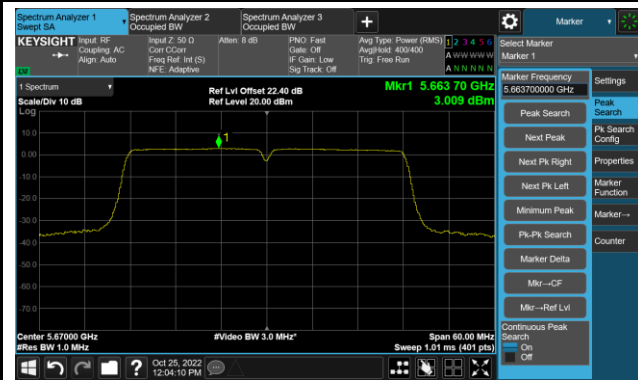 Spectrum Analyzer 1
Swept SA
Spectrum Analyzer 2
Occupied BW
Spectrum Analyzer 3
Occupied BW
+
Marker
KEYSIGHT
Input: RF
Coupling: AC
Align: Auto
Input Z: 50 Ω
Corr CCorr
Freq Ref: Int (S)
NFE: Adaptive
Atten: 8 dB
PNO: Fast
Gate: Off
IF Gain: Low
Sig Track: Off
Avg Type: Power (RMS)
Avg|Hold: 400/400
Trig: Free Run
1 2 3 4 5 6
A W W W W W
A N N N N N
LXI
Select Marker
Marker 1
1 Spectrum
Scale/Div 10 dB
Log
Ref Lvl Offset 22.40 dB
Ref Level 20.00 dBm
Mkr1 5.663 70 GHz
3.009 dBm
10.0
0.00
-10.0
-20.0
-30.0
-40.0
-50.0
-60.0
-70.0
1
Center 5.67000 GHz
#Res BW 1.0 MHz
#Video BW 3.0 MHz*
Span 60.00 MHz
Sweep 1.01 ms (401 pts)
Marker Frequency
5.663700000 GHz
Peak Search
Next Peak
Next Pk Right
Next Pk Left
Minimum Peak
Pk-Pk Search
Marker Delta
Mkr→CF
Mkr→Ref Lvl
Continuous Peak
Search
On
Off
Settings
Peak
Search
Pk Search
Config
Properties
Marker
Function
Marker→
Counter
?
Oct 25, 2022
12:04:10 PM